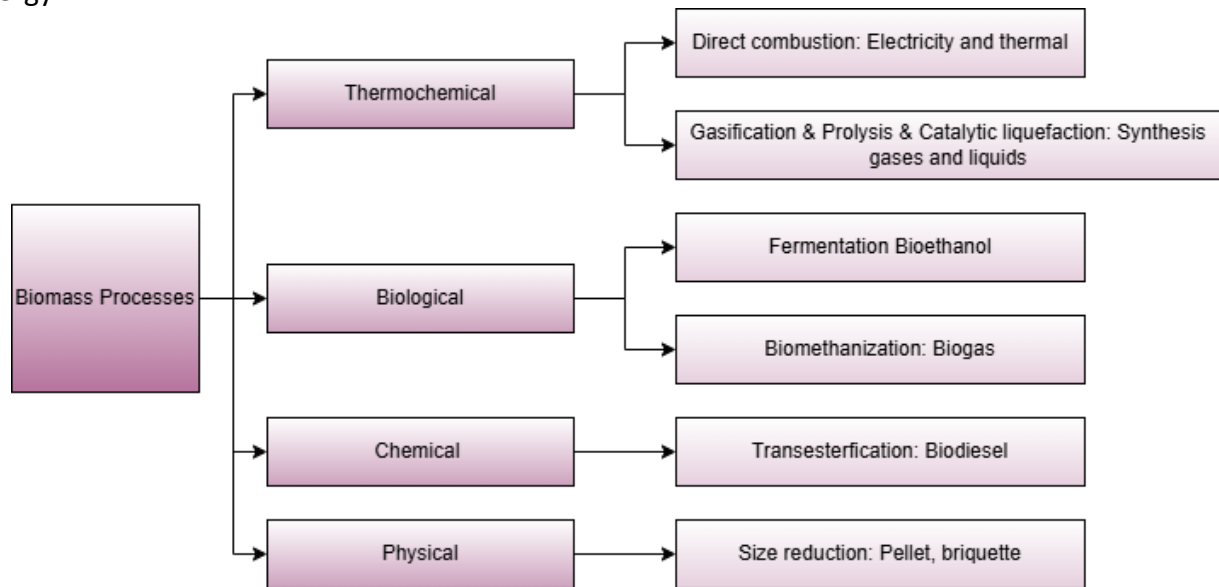 Direct combustion: Electricity and thermal
Thermochemical
Gasification & Prolysis & Catalytic liquefaction: Synthesis
gases and liquids
Fermentation Bioethanol
Biomass Processes
Biological
Biomethanization: Biogas
Chemical
Transesterfication: Biodiesel
Physical
Size reduction: Pellet, briquette